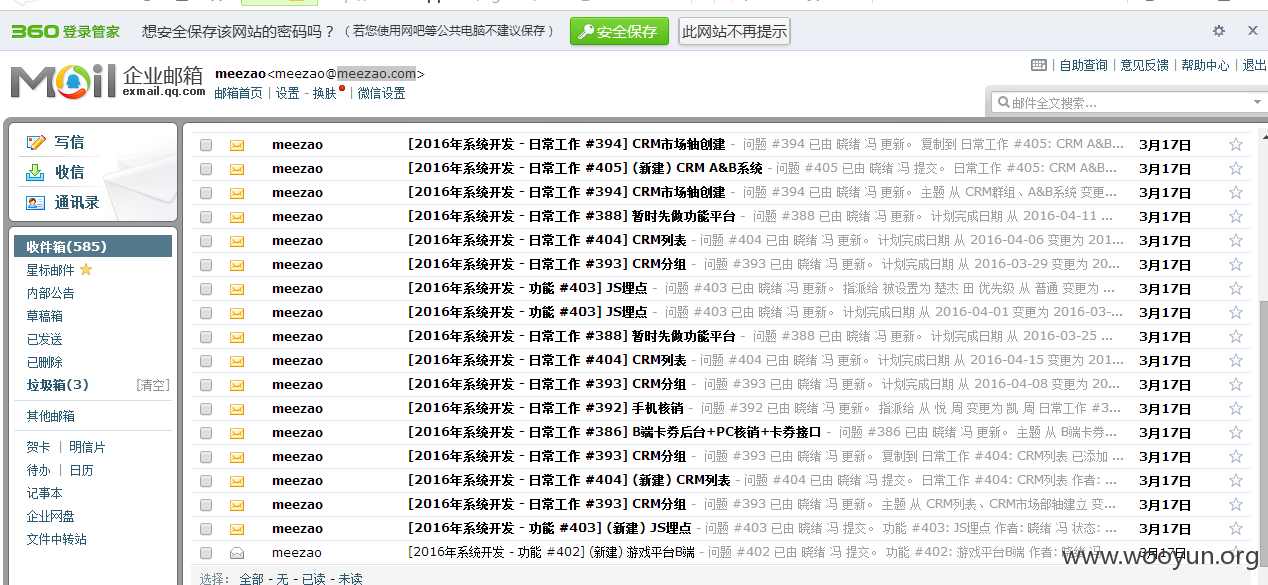 360 登录管家 想安全保存该网站的密码吗？（若您使用网吧等公共电脑不建议保存） 安全保存 此网站不再提示
自助查询 | 意见反馈 | 帮助中心 | 退出
Mail 企业邮箱 exmail.qq.com
meezao<meezao@meezao.com>
邮箱首页 | 设置 - 换肤 | 微信设置
邮件全文搜索...
写信
收信
通讯录
收件箱(585)
星标邮件
内部公告
草稿箱
已发送
已删除
垃圾箱(3) [清空]
其他邮箱
贺卡 | 明信片
待办 | 日历
记事本
企业网盘
文件中转站
meezao [2016年系统开发 - 日常工作 #394] CRM市场轴创建 - 问题 #394 已由 晓绪 冯 更新。 复制到 日常工作 #405: CRM A&B... 3月17日
meezao [2016年系统开发 - 日常工作 #405] (新建) CRM A&B系统 - 问题 #405 已由 晓绪 冯 提交。 日常工作 #405: CRM A&B... 3月17日
meezao [2016年系统开发 - 日常工作 #394] CRM市场轴创建 - 问题 #394 已由 晓绪 冯 更新。 主题 从 CRM群组、A&B系统 变更... 3月17日
meezao [2016年系统开发 - 日常工作 #388] 暂时先做功能平台 - 问题 #388 已由 晓绪 冯 更新。 计划完成日期 从 2016-04-11 ... 3月17日
meezao [2016年系统开发 - 日常工作 #404] CRM列表 - 问题 #404 已由 晓绪 冯 更新。 计划完成日期 从 2016-04-06 变更为 201... 3月17日
meezao [2016年系统开发 - 日常工作 #393] CRM分组 - 问题 #393 已由 晓绪 冯 更新。 计划完成日期 从 2016-03-29 变更为 20... 3月17日
meezao [2016年系统开发 - 功能 #403] JS埋点 - 问题 #403 已由 晓绪 冯 更新。 指派给 被设置为 楚杰 田 优先级 从 普通 变更为 ... 3月17日
meezao [2016年系统开发 - 功能 #403] JS埋点 - 问题 #403 已由 晓绪 冯 更新。 计划完成日期 从 2016-04-01 变更为 2016-03-... 3月17日
meezao [2016年系统开发 - 日常工作 #388] 暂时先做功能平台 - 问题 #388 已由 晓绪 冯 更新。 计划完成日期 从 2016-03-25 ... 3月17日
meezao [2016年系统开发 - 日常工作 #404] CRM列表 - 问题 #404 已由 晓绪 冯 更新。 计划完成日期 从 2016-04-15 变更为 201... 3月17日
meezao [2016年系统开发 - 日常工作 #393] CRM分组 - 问题 #393 已由 晓绪 冯 更新。 计划完成日期 从 2016-04-08 变更为 20... 3月17日
meezao [2016年系统开发 - 日常工作 #392] 手机核销 - 问题 #392 已由 晓绪 冯 更新。 指派给 从 悦 周 变更为 凯 周 日常工作 #3... 3月17日
meezao [2016年系统开发 - 日常工作 #386] B端卡券后台+PC核销+卡券接口 - 问题 #386 已由 晓绪 冯 更新。 主题 从 B端卡券... 3月17日
meezao [2016年系统开发 - 日常工作 #393] CRM分组 - 问题 #393 已由 晓绪 冯 更新。 复制到 日常工作 #404: CRM列表 已添加 ... 3月17日
meezao [2016年系统开发 - 日常工作 #404] (新建) CRM列表 - 问题 #404 已由 晓绪 冯 提交。 日常工作 #404: CRM列表 作者: ... 3月17日
meezao [2016年系统开发 - 日常工作 #393] CRM分组 - 问题 #393 已由 晓绪 冯 更新。 主题 从 CRM列表、CRM市场部轴建立 变... 3月17日
meezao [2016年系统开发 - 功能 #403] (新建) JS埋点 - 问题 #403 已由 晓绪 冯 提交。 功能 #403: JS埋点 作者: 晓绪 冯 状态: ... 3月17日
meezao [2016年系统开发 - 功能 #402] (新建) 游戏平台B端 - 问题 #402 已由 晓绪 冯 提交。 功能 #402: 游戏平台B端 作者: 晓绪 冯 3月17日
www.wooyun.org
选择: 全部 - 无 - 已读 - 未读